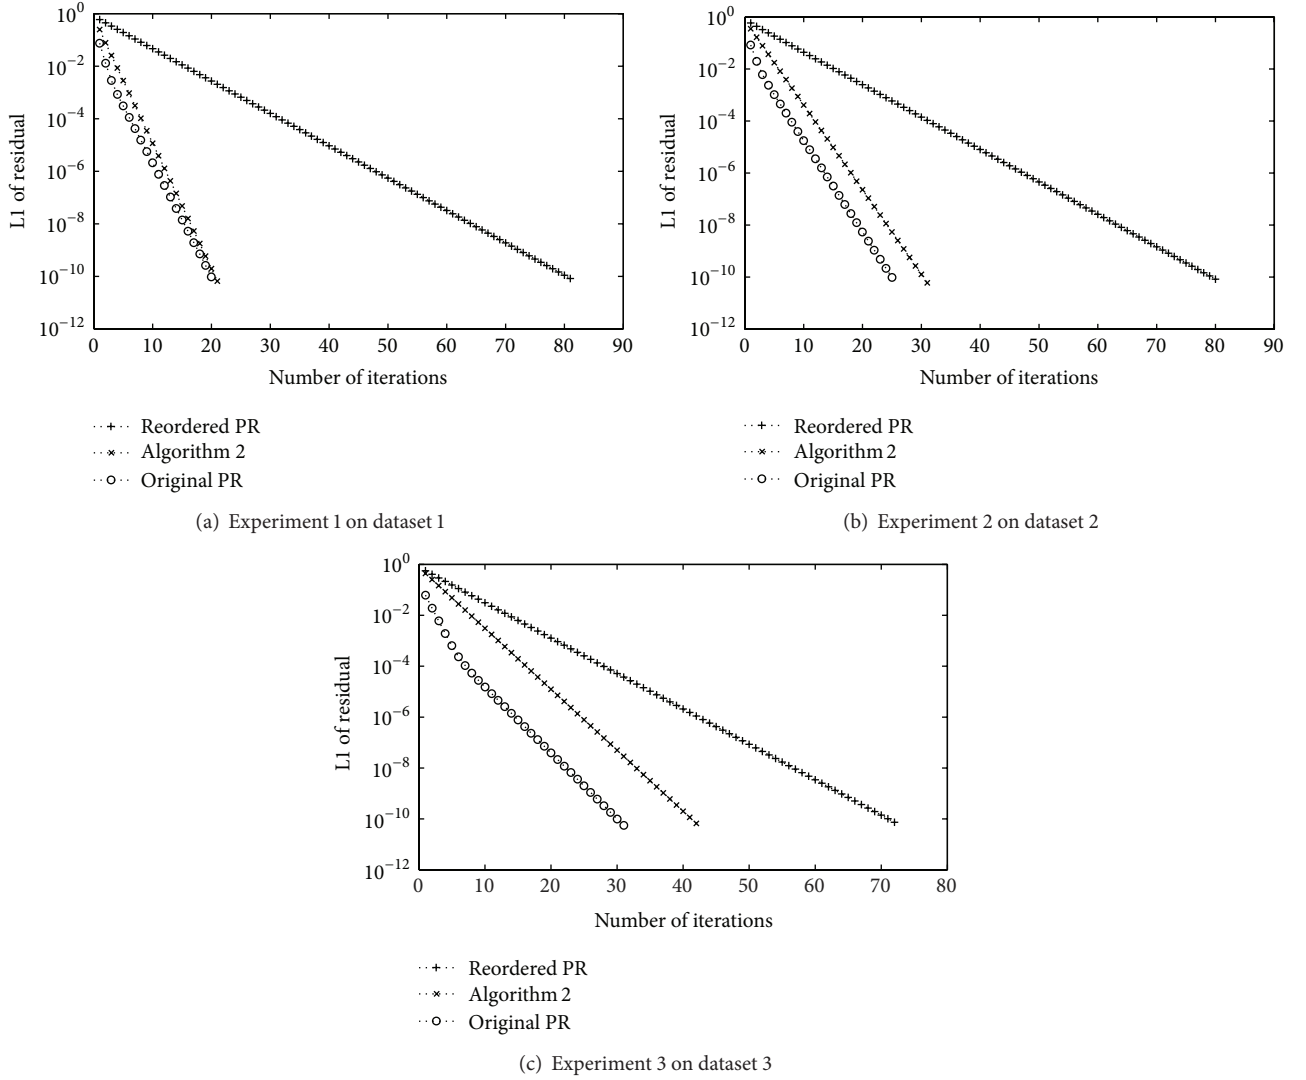 10^0
10^-2
10^-4
10^-6
10^-8
10^-10
10^-12
L1 of residual
0 10 20 30 40 50 60 70 80 90
Number of iterations
Reordered PR
Algorithm 2
Original PR
(a) Experiment 1 on dataset 1
10^0
10^-2
10^-4
10^-6
10^-8
10^-10
10^-12
L1 of residual
0 10 20 30 40 50 60 70 80 90
Number of iterations
Reordered PR
Algorithm 2
Original PR
(b) Experiment 2 on dataset 2
10^0
10^-2
10^-4
10^-6
10^-8
10^-10
10^-12
L1 of residual
0 10 20 30 40 50 60 70 80
Number of iterations
Reordered PR
Algorithm 2
Original PR
(c) Experiment 3 on dataset 3